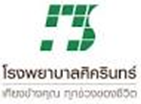 โรงพยาบาลศิครินทร์
เคียงข้างคุณ ทุกช่วงของชีวิต